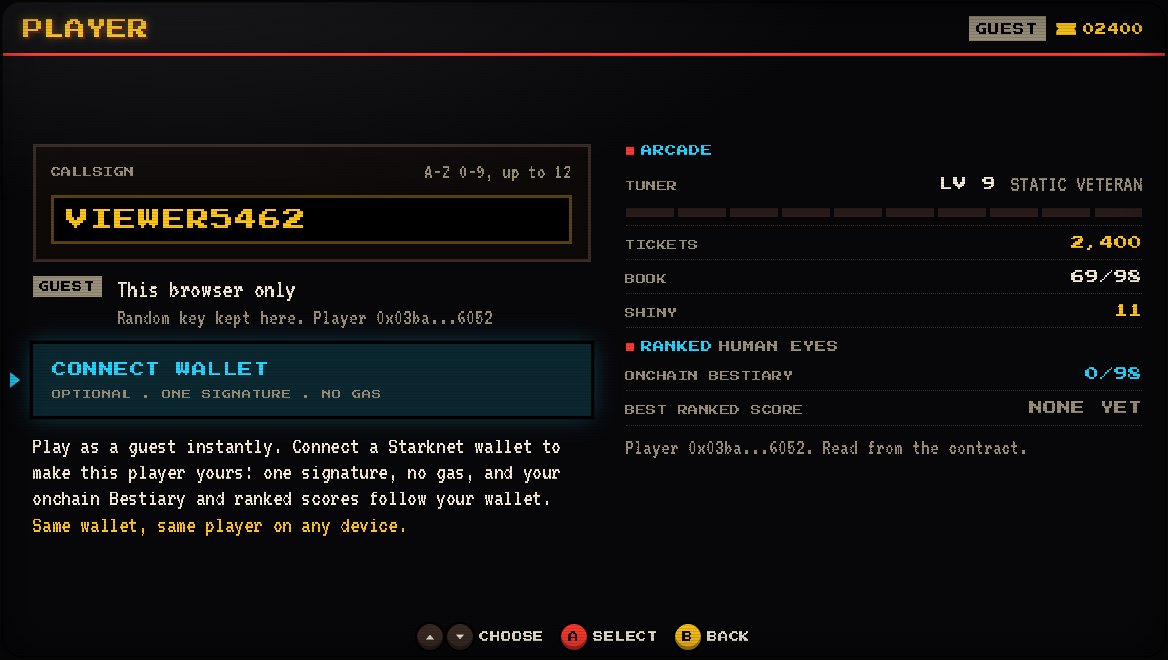 PLAYER
GUEST 02400
CALLSIGN A-Z 0-9, up to 12
VIEWER5462
GUEST This browser only
Random key kept here. Player 0x03ba...6052
CONNECT WALLET
OPTIONAL . ONE SIGNATURE . NO GAS
Play as a guest instantly. Connect a Starknet wallet to
make this player yours: one signature, no gas, and your
onchain Bestiary and ranked scores follow your wallet.
Same wallet, same player on any device.
ARCADE
TUNER LV 9 STATIC VETERAN
TICKETS 2,400
BOOK 69/98
SHINY 11
RANKED HUMAN EYES
ONCHAIN BESTIARY 0/98
BEST RANKED SCORE NONE YET
Player 0x03ba...6052. Read from the contract.
CHOOSE A SELECT B BACK